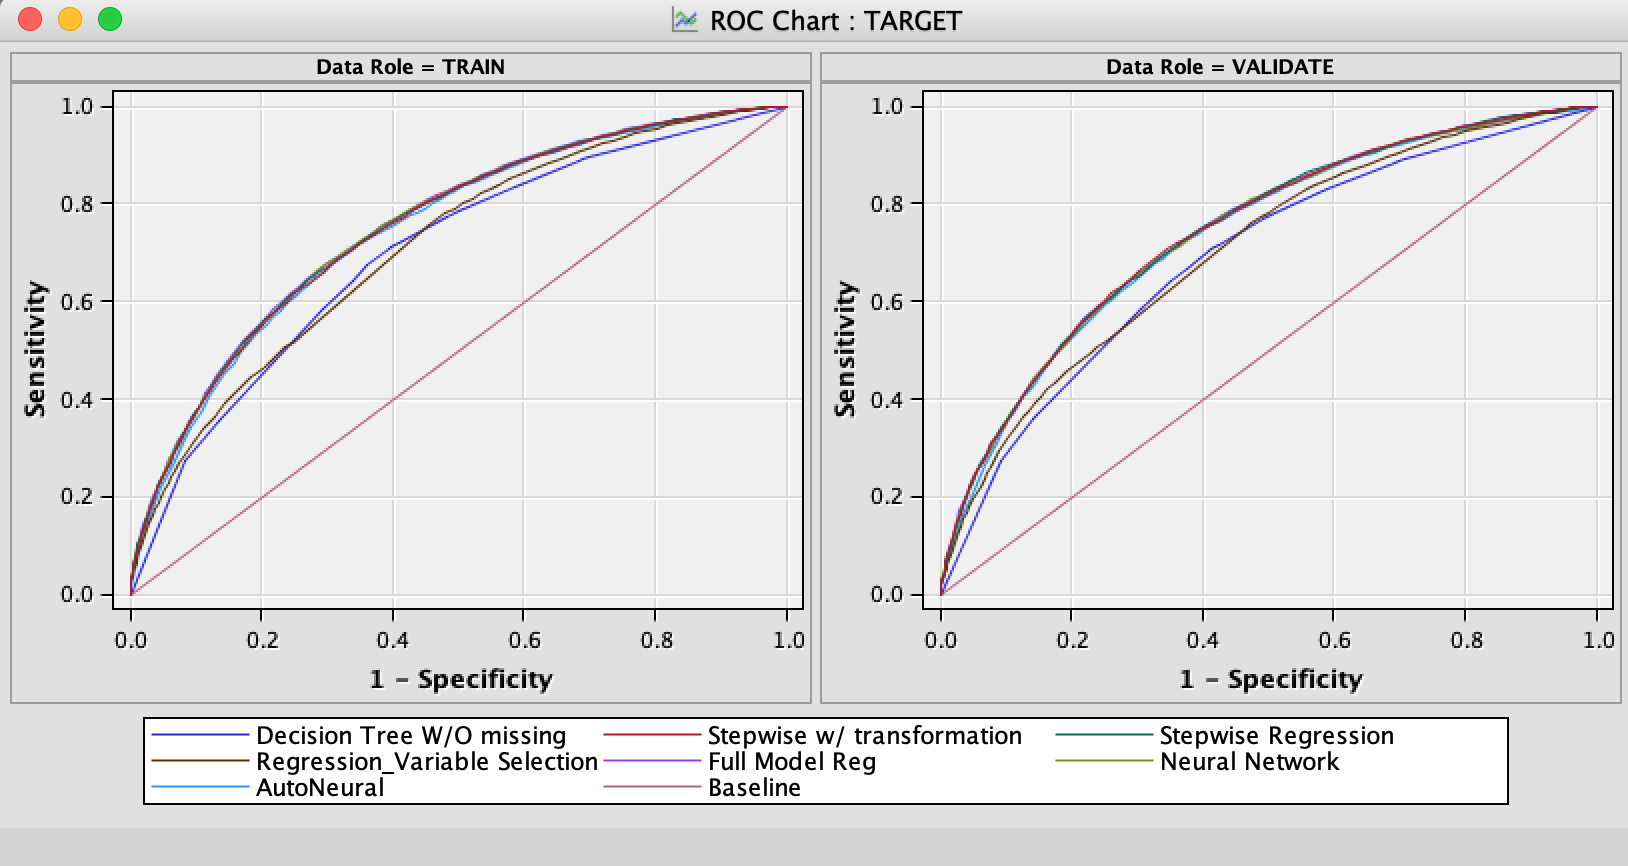 ROC Chart : TARGET
Data Role = TRAIN
1.0
0.8
0.6
0.4
0.2
0.0
Sensitivity
0.0 0.2 0.4 0.6 0.8 1.0
1 - Specificity
Data Role = VALIDATE
1.0
0.8
0.6
0.4
0.2
0.0
Sensitivity
0.0 0.2 0.4 0.6 0.8 1.0
1 - Specificity
Decision Tree W/O missing Stepwise w/ transformation Stepwise Regression
Regression_Variable Selection Full Model Reg Neural Network
AutoNeural Baseline